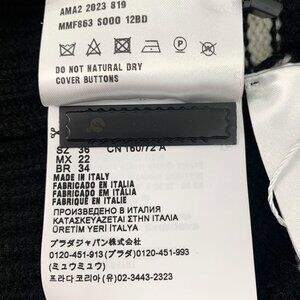 AMA2 2023 819
MMF863 S000 12BD
DO NOT NATURAL DRY
COVER BUTTONS
SZ 36 CN 160/72 A
MX 22
BR 34
MADE IN ITALY
FABRICADO EN ITALIA
FABRICADO EM ITÁLIA
FABRIQUÉ EN ITALIE
ПРОИЗВЕДЕНО В ИТАЛИЯ
ΚΑΤΑΣΚΕΥΑΖΕΤΑΙ ΣΤΗΝ ΙΤΑΛΙΑ
ÜRETİM YERİ İTALYA
プラダジャパン株式会社
0120-451-913 (プラダ) 0120-451-993
(ミュウミュウ)
프라다코리아 (유) 02-3443-2323